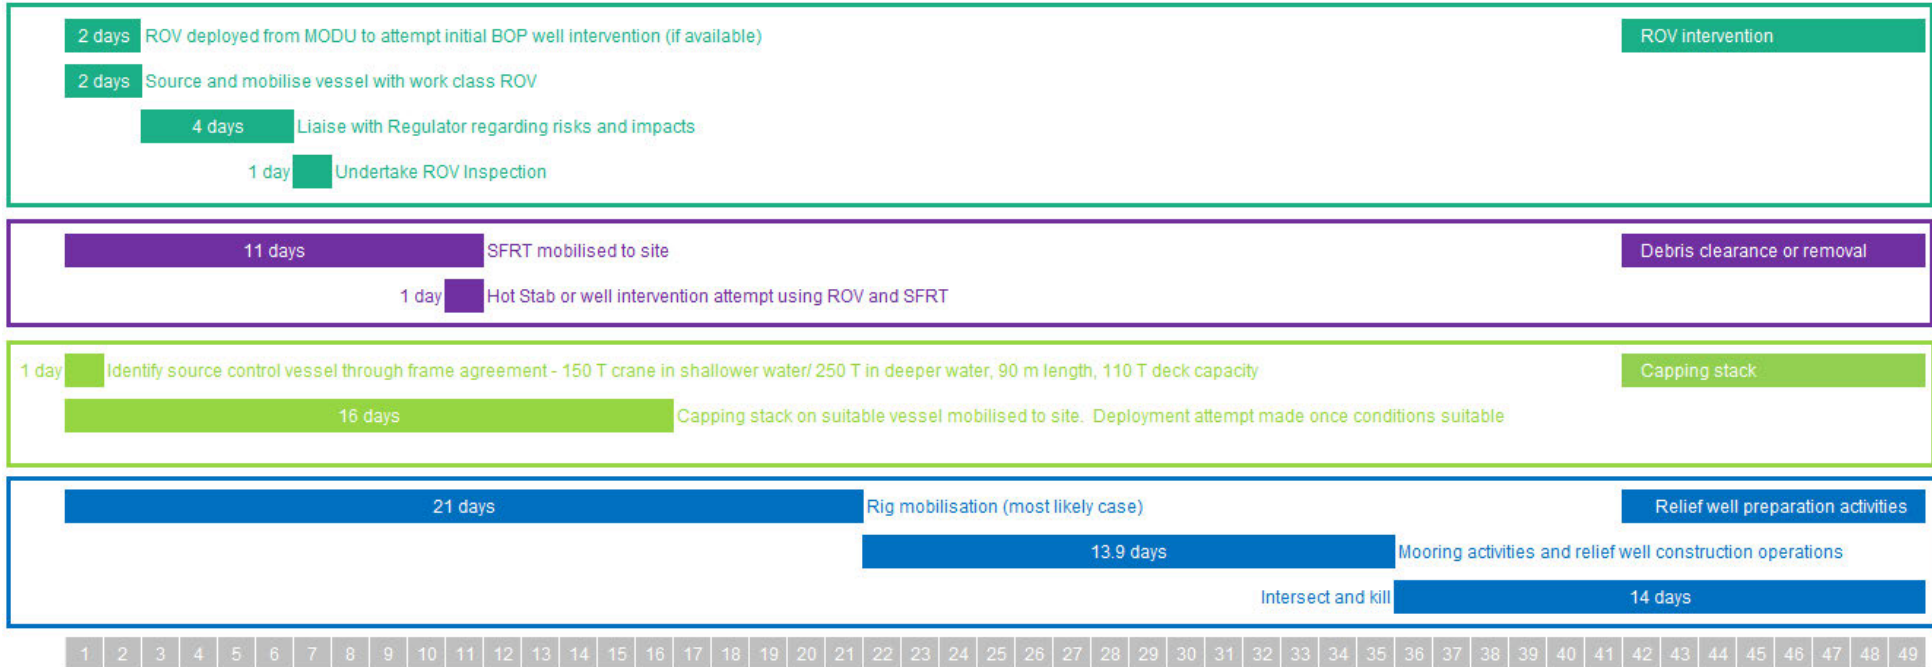 2 days ROV deployed from MODU to attempt initial BOP well intervention (if available) ROV intervention
2 days Source and mobilise vessel with work class ROV
4 days Liaise with Regulator regarding risks and impacts
1 day Undertake ROV Inspection
11 days SFRT mobilised to site Debris clearance or removal
1 day Hot Stab or well intervention attempt using ROV and SFRT
1 day Identify source control vessel through frame agreement - 150 T crane in shallower water/ 250 T in deeper water, 90 m length, 110 T deck capacity Capping stack
16 days Capping stack on suitable vessel mobilised to site. Deployment attempt made once conditions suitable
21 days Rig mobilisation (most likely case) Relief well preparation activities
13.9 days Mooring activities and relief well construction operations
Intersect and kill 14 days
1 2 3 4 5 6 7 8 9 10 11 12 13 14 15 16 17 18 19 20 21 22 23 24 25 26 27 28 29 30 31 32 33 34 35 36 37 38 39 40 41 42 43 44 45 46 47 48 49